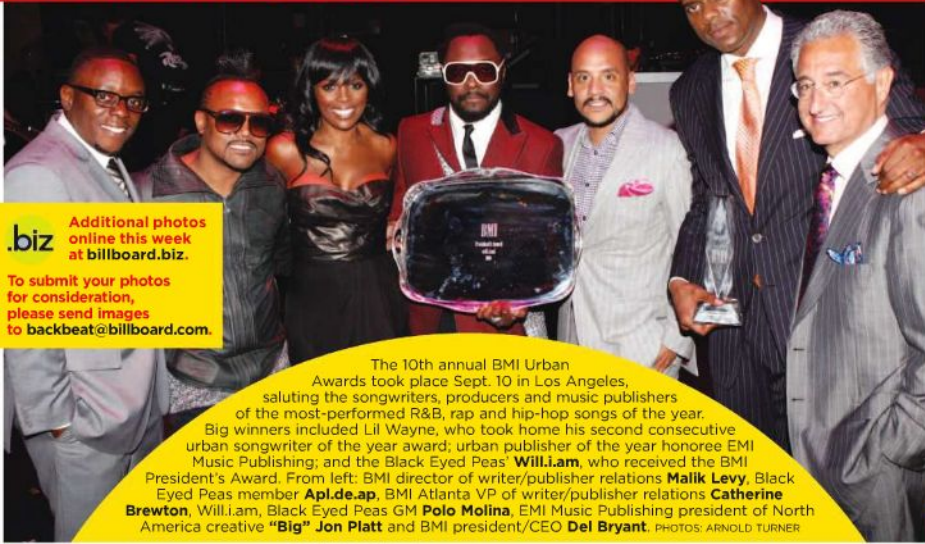 .biz
Additional photos
online this week
at billboard.biz.
To submit your photos
for consideration,
please send images
to backbeat@billboard.com.
BMI
The 10th annual BMI Urban
Awards took place Sept. 10 in Los Angeles,
saluting the songwriters, producers and music publishers
of the most-performed R&B, rap and hip-hop songs of the year.
Big winners included Lil Wayne, who took home his second consecutive
urban songwriter of the year award; urban publisher of the year honoree EMI
Music Publishing; and the Black Eyed Peas' Will.i.am, who received the BMI
President's Award. From left: BMI director of writer/publisher relations Malik Levy, Black
Eyed Peas member Apl.de.ap, BMI Atlanta VP of writer/publisher relations Catherine
Brewton, Will.i.am, Black Eyed Peas GM Polo Molina, EMI Music Publishing president of North
America creative "Big" Jon Platt and BMI president/CEO Del Bryant. PHOTOS: ARNOLD TURNER